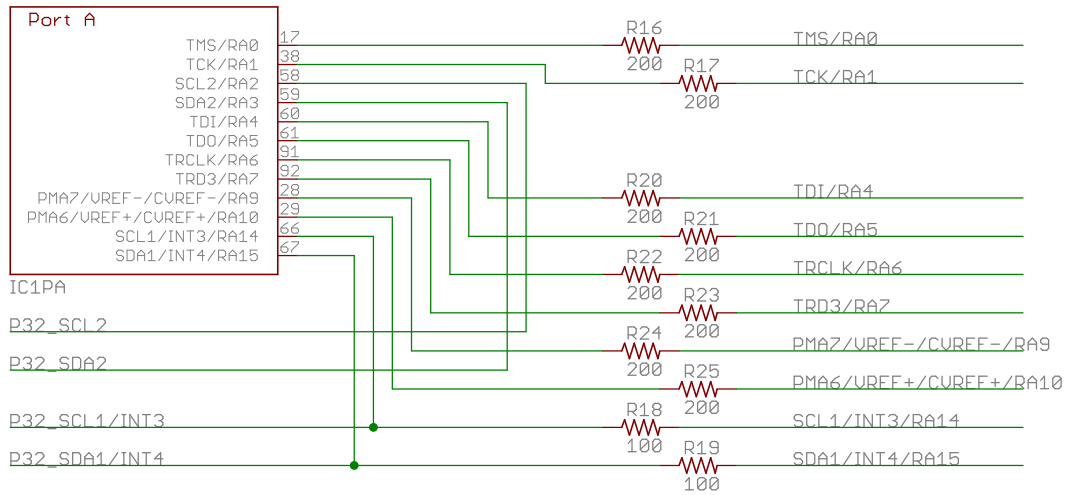 Port A
TMS/RA0 17
TCK/RA1 38
SCL2/RA2 58
SDA2/RA3 59
TDI/RA4 60
TDO/RA5 61
TRCLK/RA6 91
TRD3/RA7 92
PMA7/VREF-/CVREF-/RA9 28
PMA6/VREF+/CVREF+/RA10 29
SCL1/INT3/RA14 66
SDA1/INT4/RA15 67
IC1PA
P32_SCL2
P32_SDA2
P32_SCL1/INT3
P32_SDA1/INT4
R16
200
TMS/RA0
R17
200
TCK/RA1
R20
200
TDI/RA4
R21
200
TDO/RA5
R22
200
TRCLK/RA6
R23
200
TRD3/RA7
R24
200
PMA7/VREF-/CVREF-/RA9
R25
200
PMA6/VREF+/CVREF+/RA10
R18
100
SCL1/INT3/RA14
R19
100
SDA1/INT4/RA15